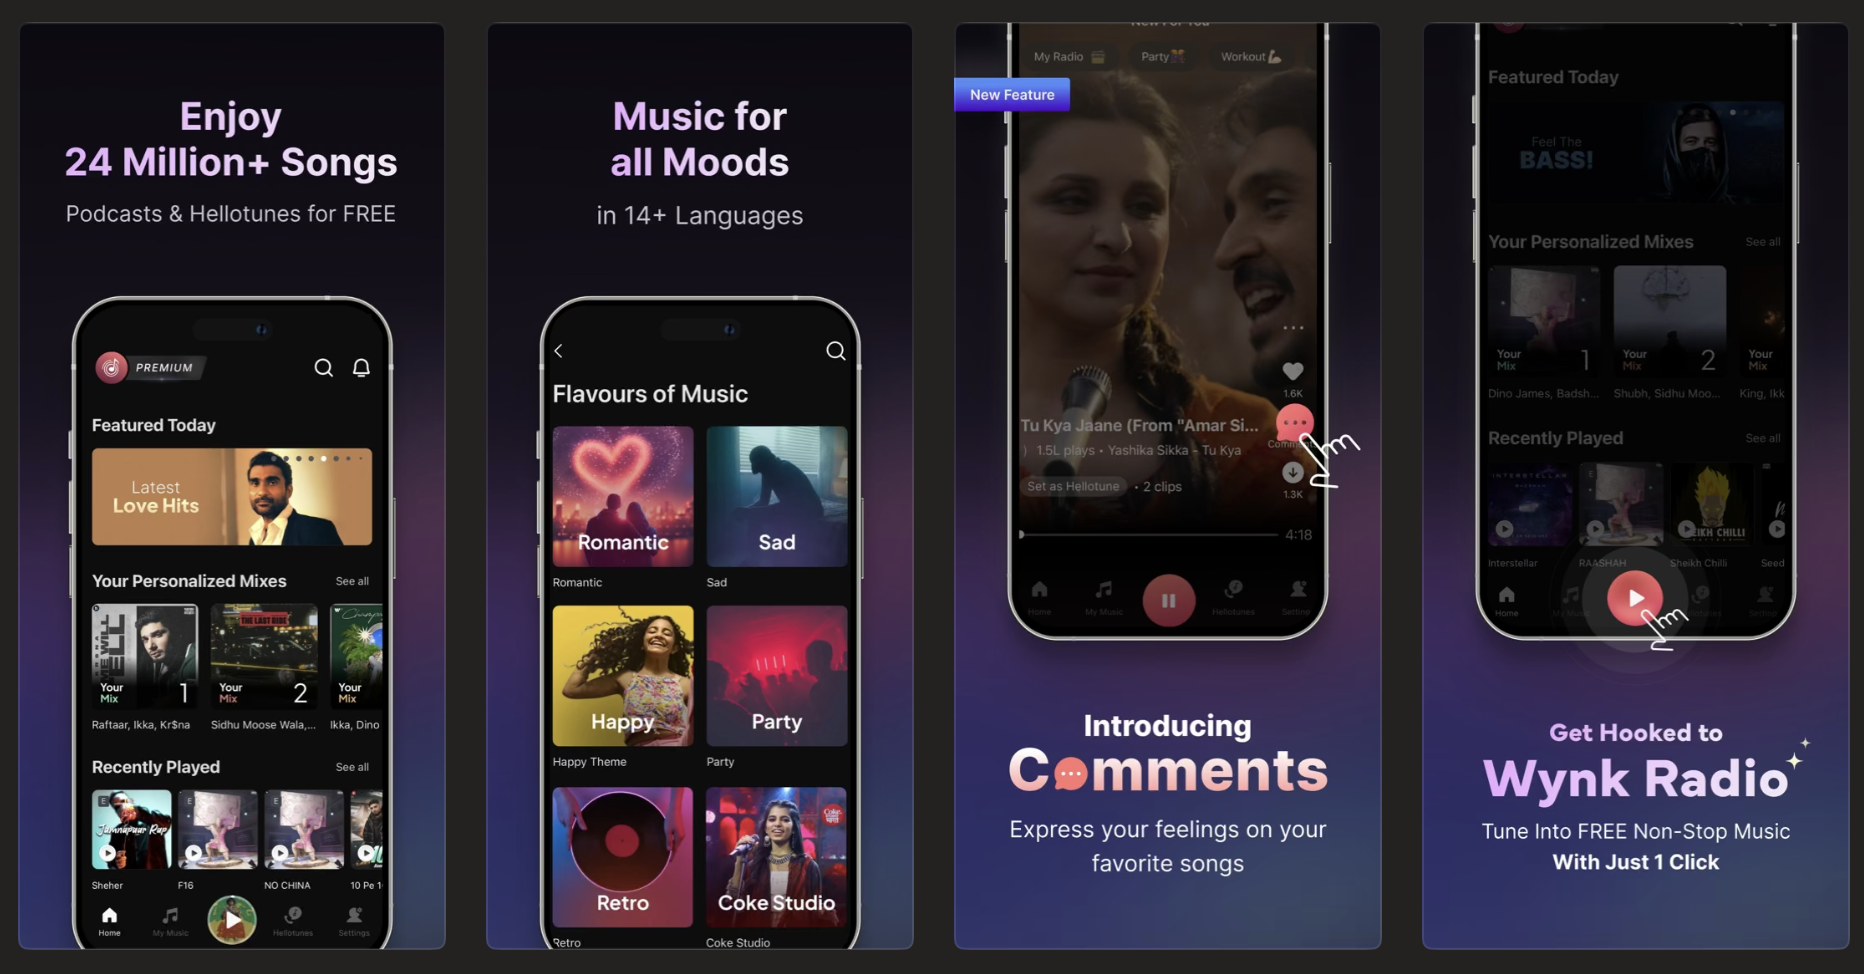 Enjoy
24 Million+ Songs
Podcasts & Hellotunes for FREE
PREMIUM
Featured Today
Latest
Love Hits
Your Personalized Mixes
See all
Your
Mix
1
Your
Mix
2
Your
Mix
Raftaar, Ikka, Kr$na
Sidhu Moose Wala,...
Ikka, Dino
Recently Played
See all
E
Jamnapaar Rap
E
E
Sheher
F16
NO CHINA
10 Pe 1
Home
My Music
Hellotunes
Settings
Music for
all Moods
in 14+ Languages
Flavours of Music
Romantic
Sad
Romantic
Sad
Happy
Party
Happy Theme
Party
Retro
Coke Studio
Retro
Coke Studio
New For You
My Radio
Party
Workout
New Feature
1.6K
Tu Kya Jaane (From "Amar Si...
1.5L plays • Yashika Sikka - Tu Kya
Set as Hellotune
• 2 clips
1.3K
4:18
Home
My Music
Hellotunes
Introducing
Comments
Express your feelings on your
favorite songs
Featured Today
Feel The
BASS!
Your Personalized Mixes
See all
Your
Mix
1
Your
Mix
2
Your
Mix
Dino James, Badsh...
Shubh, Sidhu Moo...
King, Ikk
Recently Played
See all
INTERSTELLAR
EIKH CHILLI
Interstellar
RAASHAH
Sheikh Chilli
Seed
Home
Get Hooked to
Wynk Radio
Tune Into FREE Non-Stop Music
With Just 1 Click